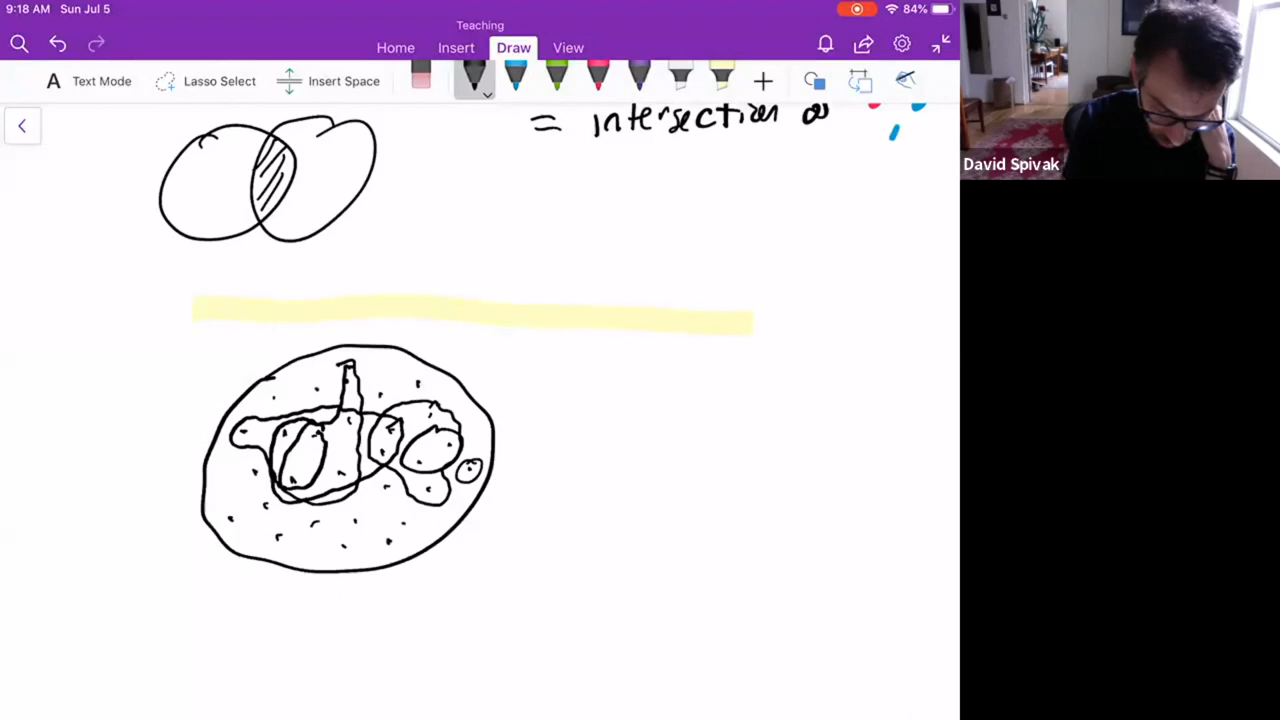 9:18 AM Sun Jul 5
84%
Teaching
Home Insert Draw View
A Text Mode Lasso Select Insert Space
= intersection
David Spivak